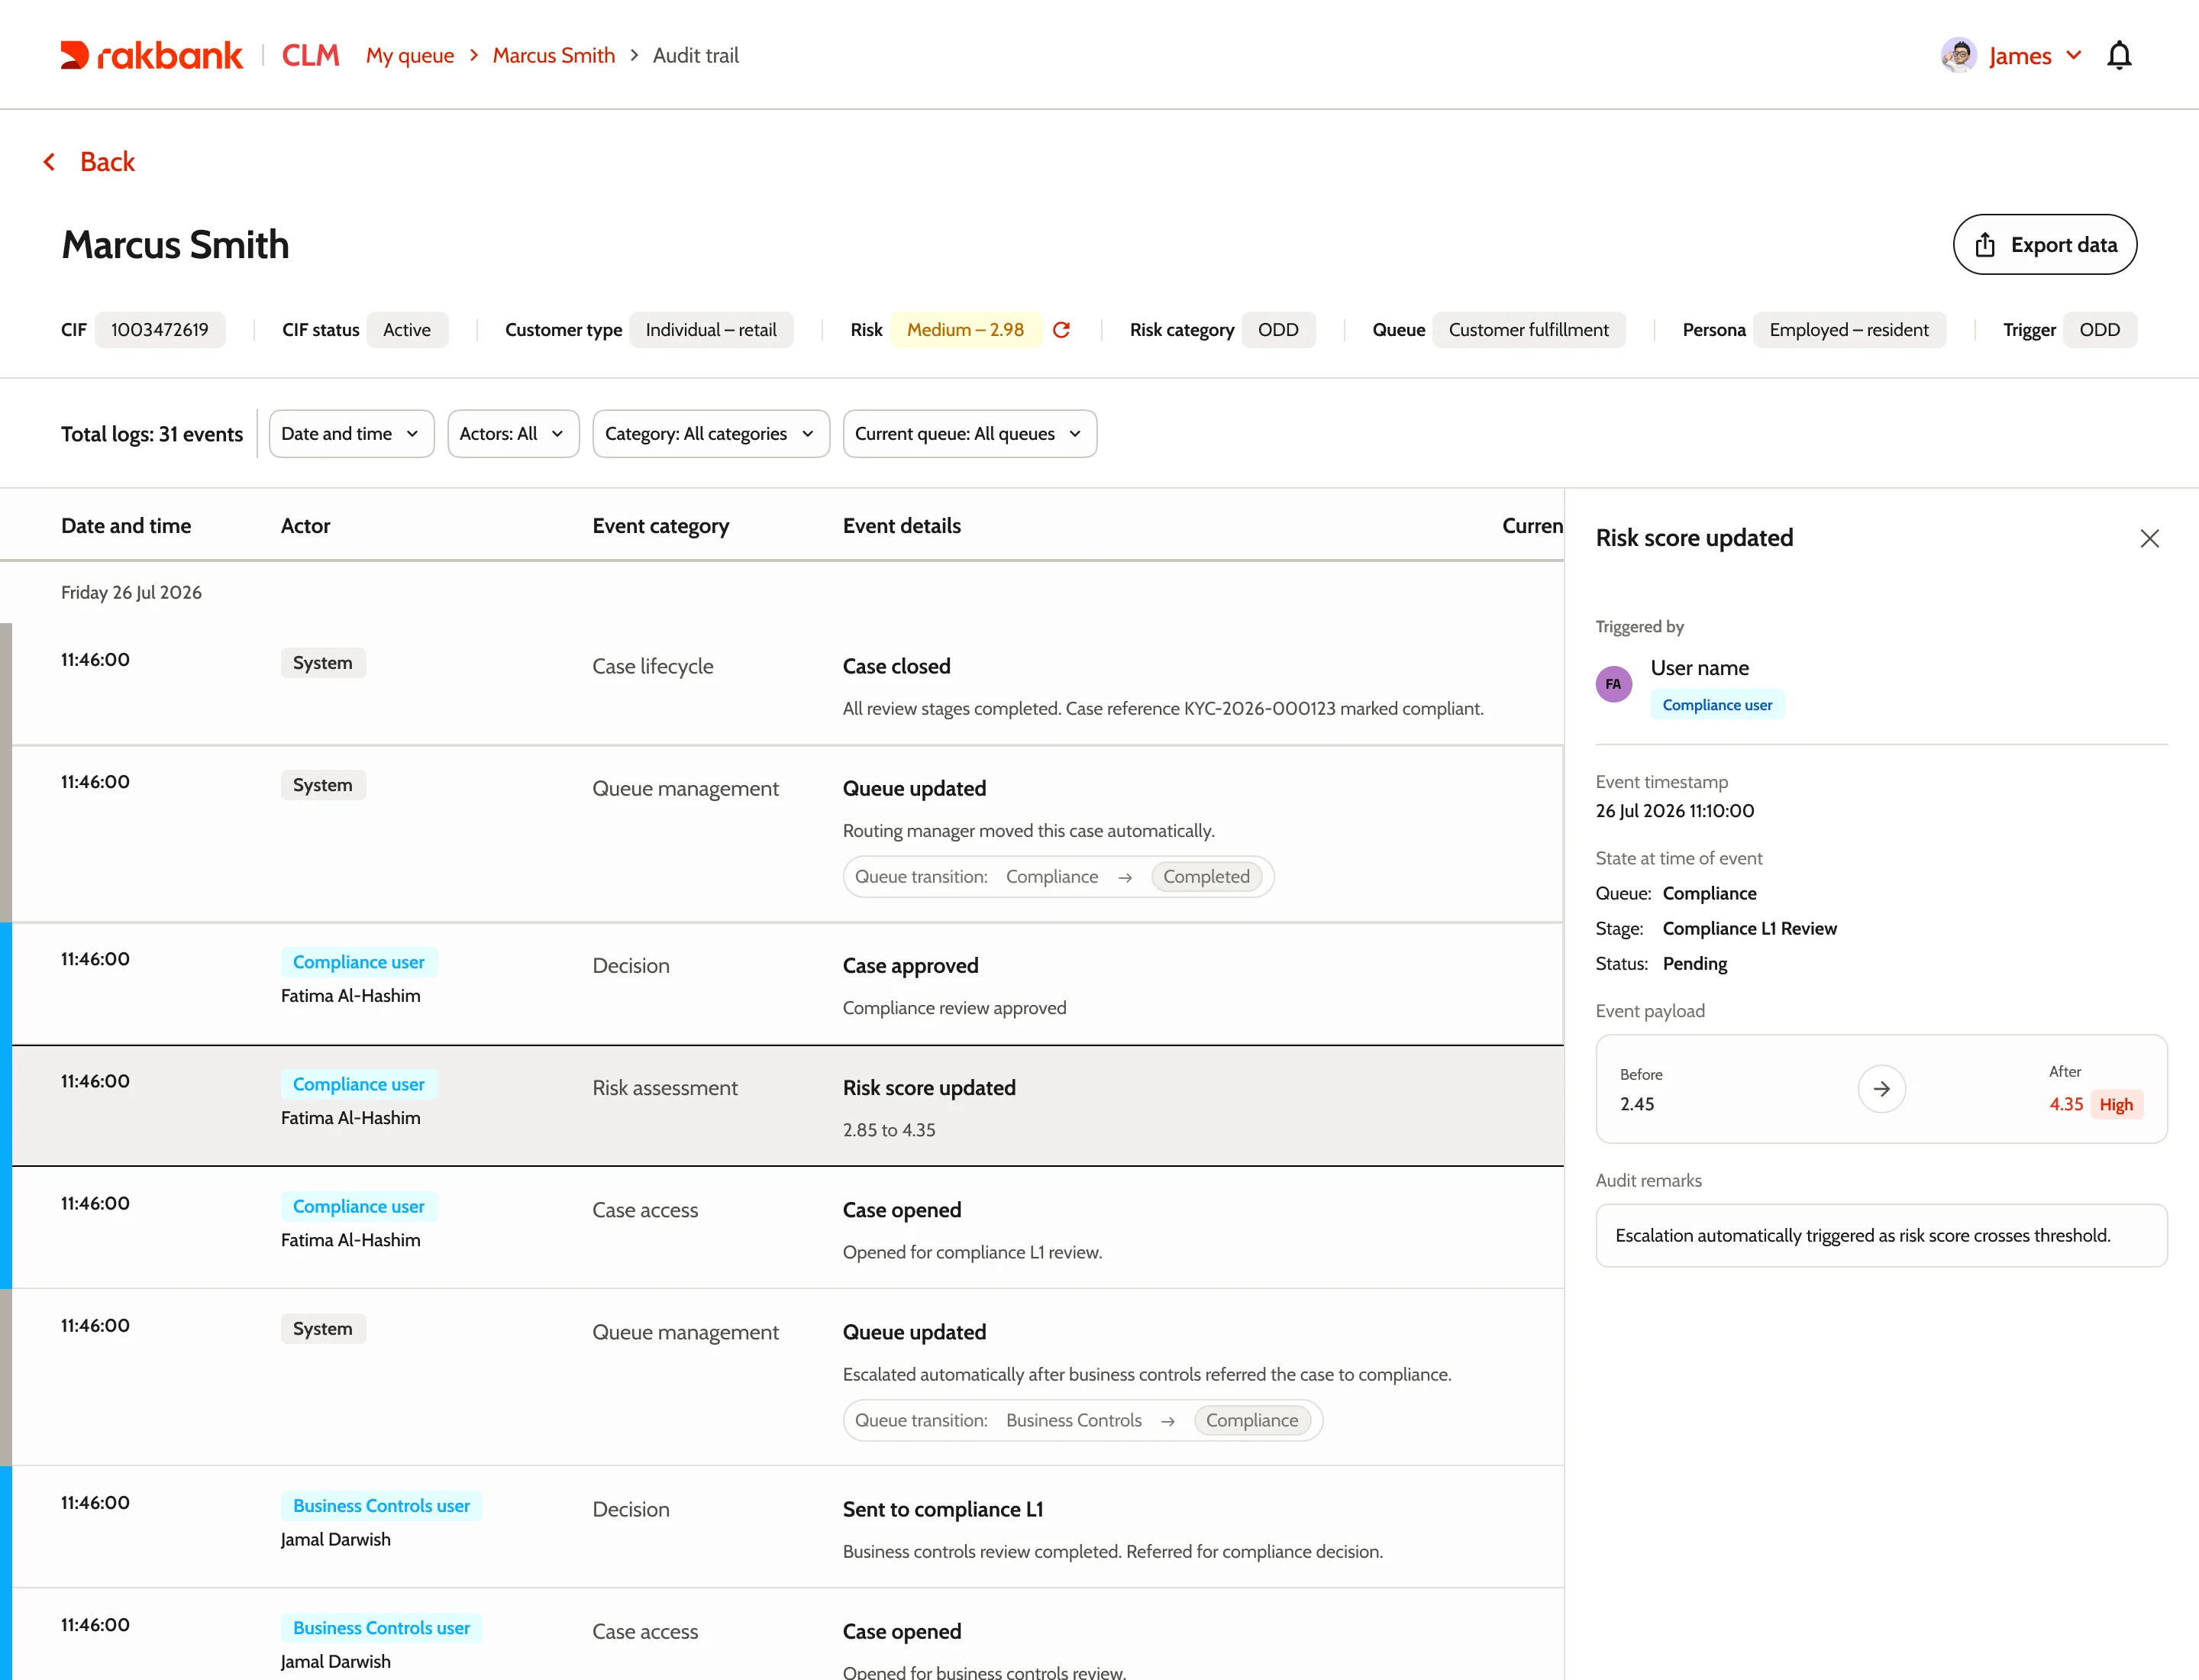 rakbank
CLM
My queue > Marcus Smith > Audit trail
James
Back
Marcus Smith
Export data
CIF 1003472619
CIF status Active
Customer type Individual – retail
Risk Medium – 2.98
Risk category ODD
Queue Customer fulfillment
Persona Employed – resident
Trigger ODD
Total logs: 31 events
Date and time
Actors: All
Category: All categories
Current queue: All queues
Date and time
Actor
Event category
Event details
Curren
Friday 26 Jul 2026
11:46:00
System
Case lifecycle
Case closed
All review stages completed. Case reference KYC-2026-000123 marked compliant.
11:46:00
System
Queue management
Queue updated
Routing manager moved this case automatically.
Queue transition: Compliance → Completed
11:46:00
Compliance user
Fatima Al-Hashim
Decision
Case approved
Compliance review approved
11:46:00
Compliance user
Fatima Al-Hashim
Risk assessment
Risk score updated
2.85 to 4.35
11:46:00
Compliance user
Fatima Al-Hashim
Case access
Case opened
Opened for compliance L1 review.
11:46:00
System
Queue management
Queue updated
Escalated automatically after business controls referred the case to compliance.
Queue transition: Business Controls → Compliance
11:46:00
Business Controls user
Jamal Darwish
Decision
Sent to compliance L1
Business controls review completed. Referred for compliance decision.
11:46:00
Business Controls user
Jamal Darwish
Case access
Case opened
Opened for business controls review.
Risk score updated
Triggered by
FA
User name
Compliance user
Event timestamp
26 Jul 2026 11:10:00
State at time of event
Queue: Compliance
Stage: Compliance L1 Review
Status: Pending
Event payload
Before
2.45
After
4.35 High
Audit remarks
Escalation automatically triggered as risk score crosses threshold.